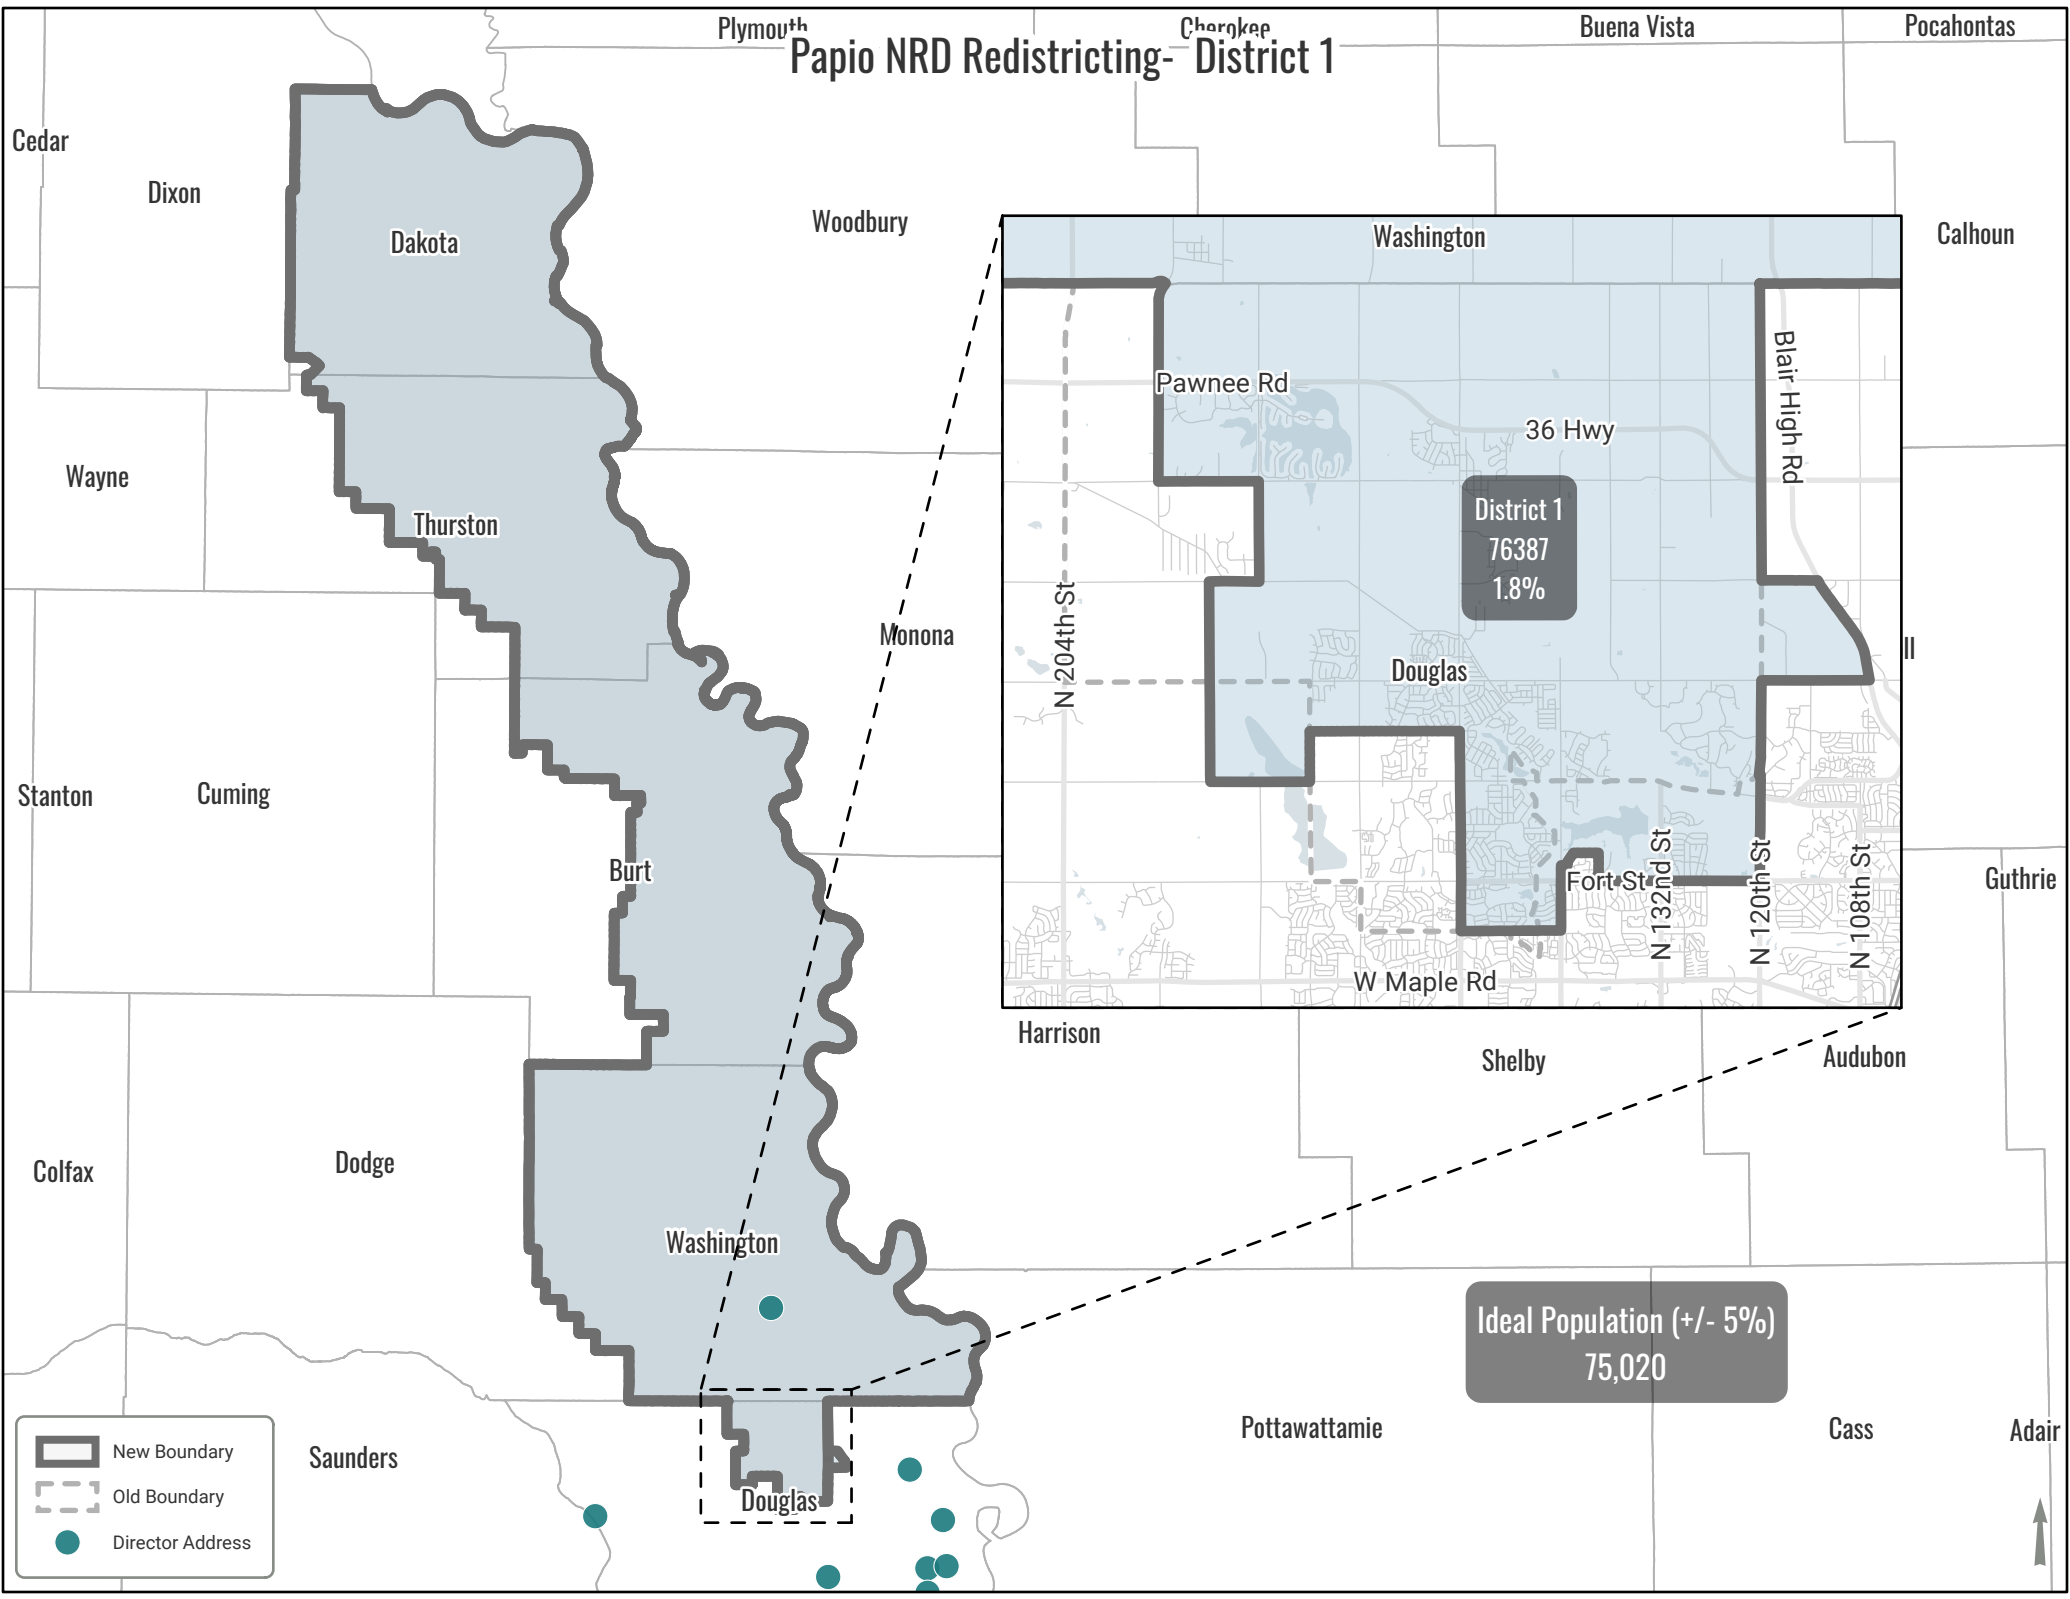 Plymouth
Cherokee
Buena Vista
Pocahontas
Papio NRD Redistricting-  District 1
Cedar
Dixon
Dakota
Woodbury
Calhoun
Washington
Blair High Rd
Pawnee Rd
36 Hwy
District 1
76387
1.8%
N 204th St
Douglas
ll
Fort St
N 132nd St
N 120th St
N 108th St
W Maple Rd
Wayne
Thurston
Monona
Stanton
Cuming
Burt
Guthrie
Harrison
Shelby
Audubon
Colfax
Dodge
Washington
Ideal Population (+/- 5%)
75,020
Pottawattamie
Cass
Adair
Saunders
Douglas
New Boundary
Old Boundary
Director Address